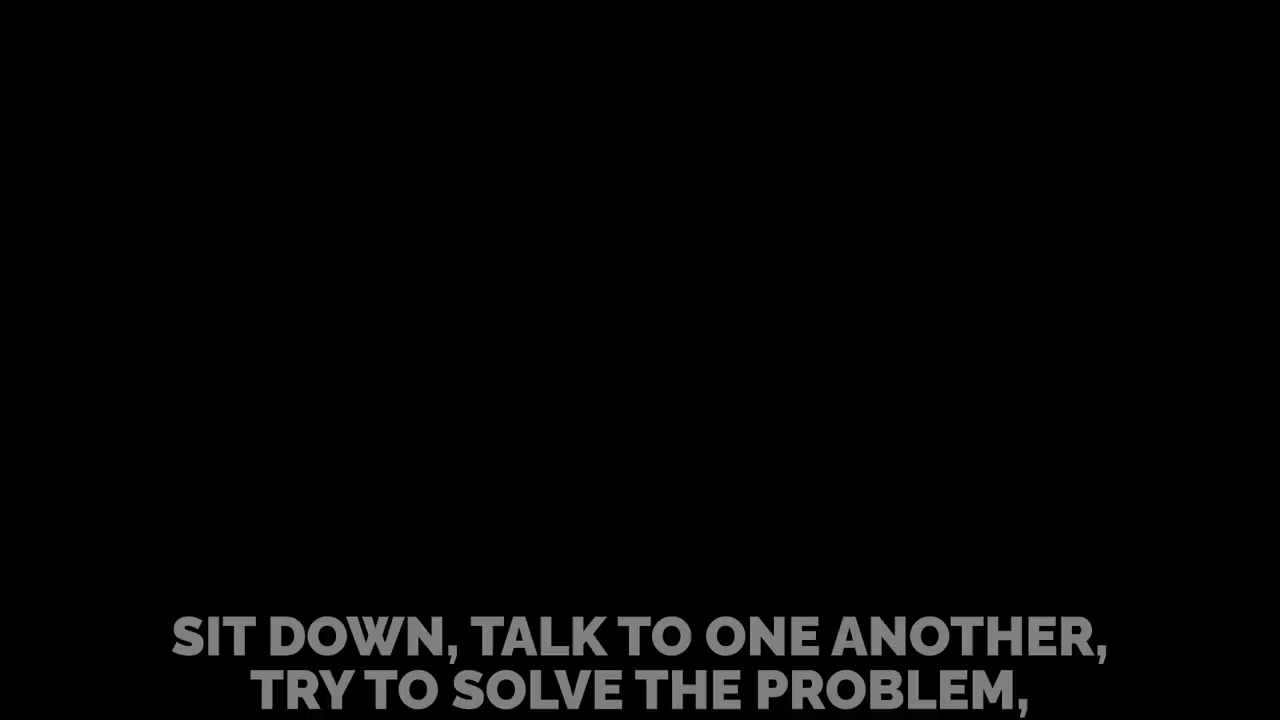 SIT DOWN, TALK TO ONE ANOTHER,
TRY TO SOLVE THE PROBLEM,